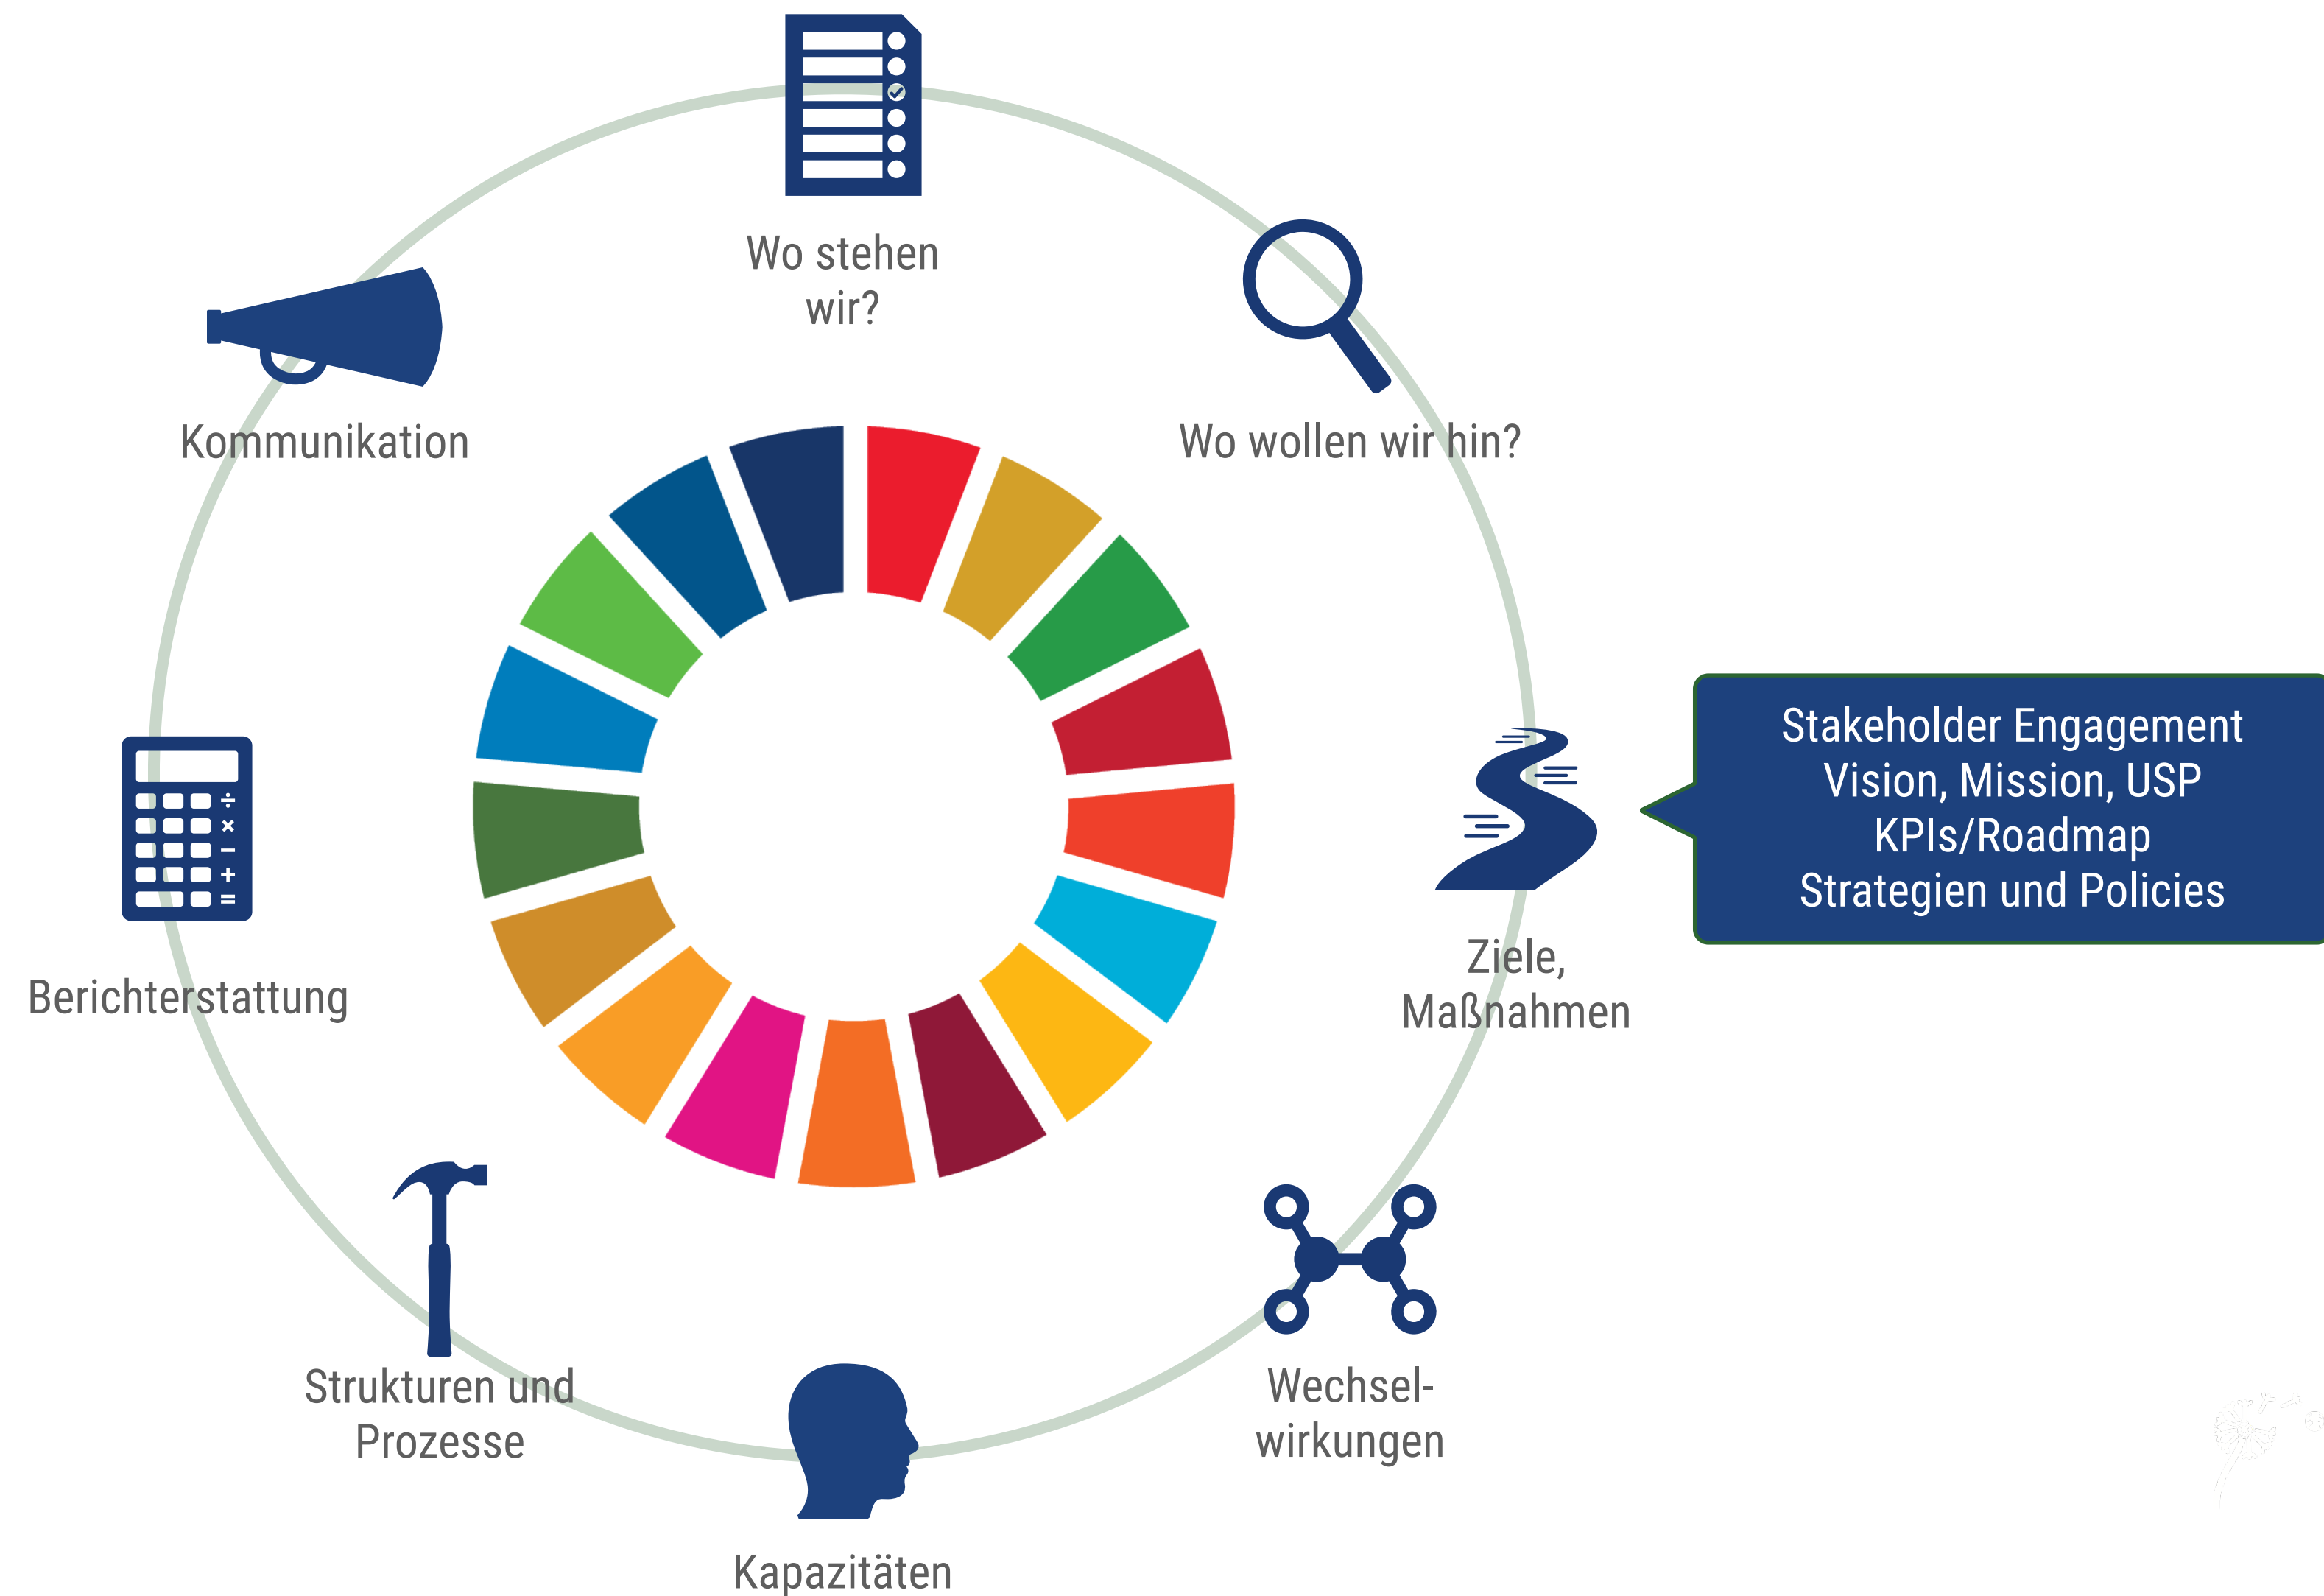 Wo stehen
wir?
Wo wollen wir hin?
Kommunikation
Stakeholder Engagement
Vision, Mission, USP
KPIs/Roadmap
Strategien und Policies
Ziele,
Maßnahmen
Berichterstattung
Wechsel-
wirkungen
Strukturen und
Prozesse
Kapazitäten